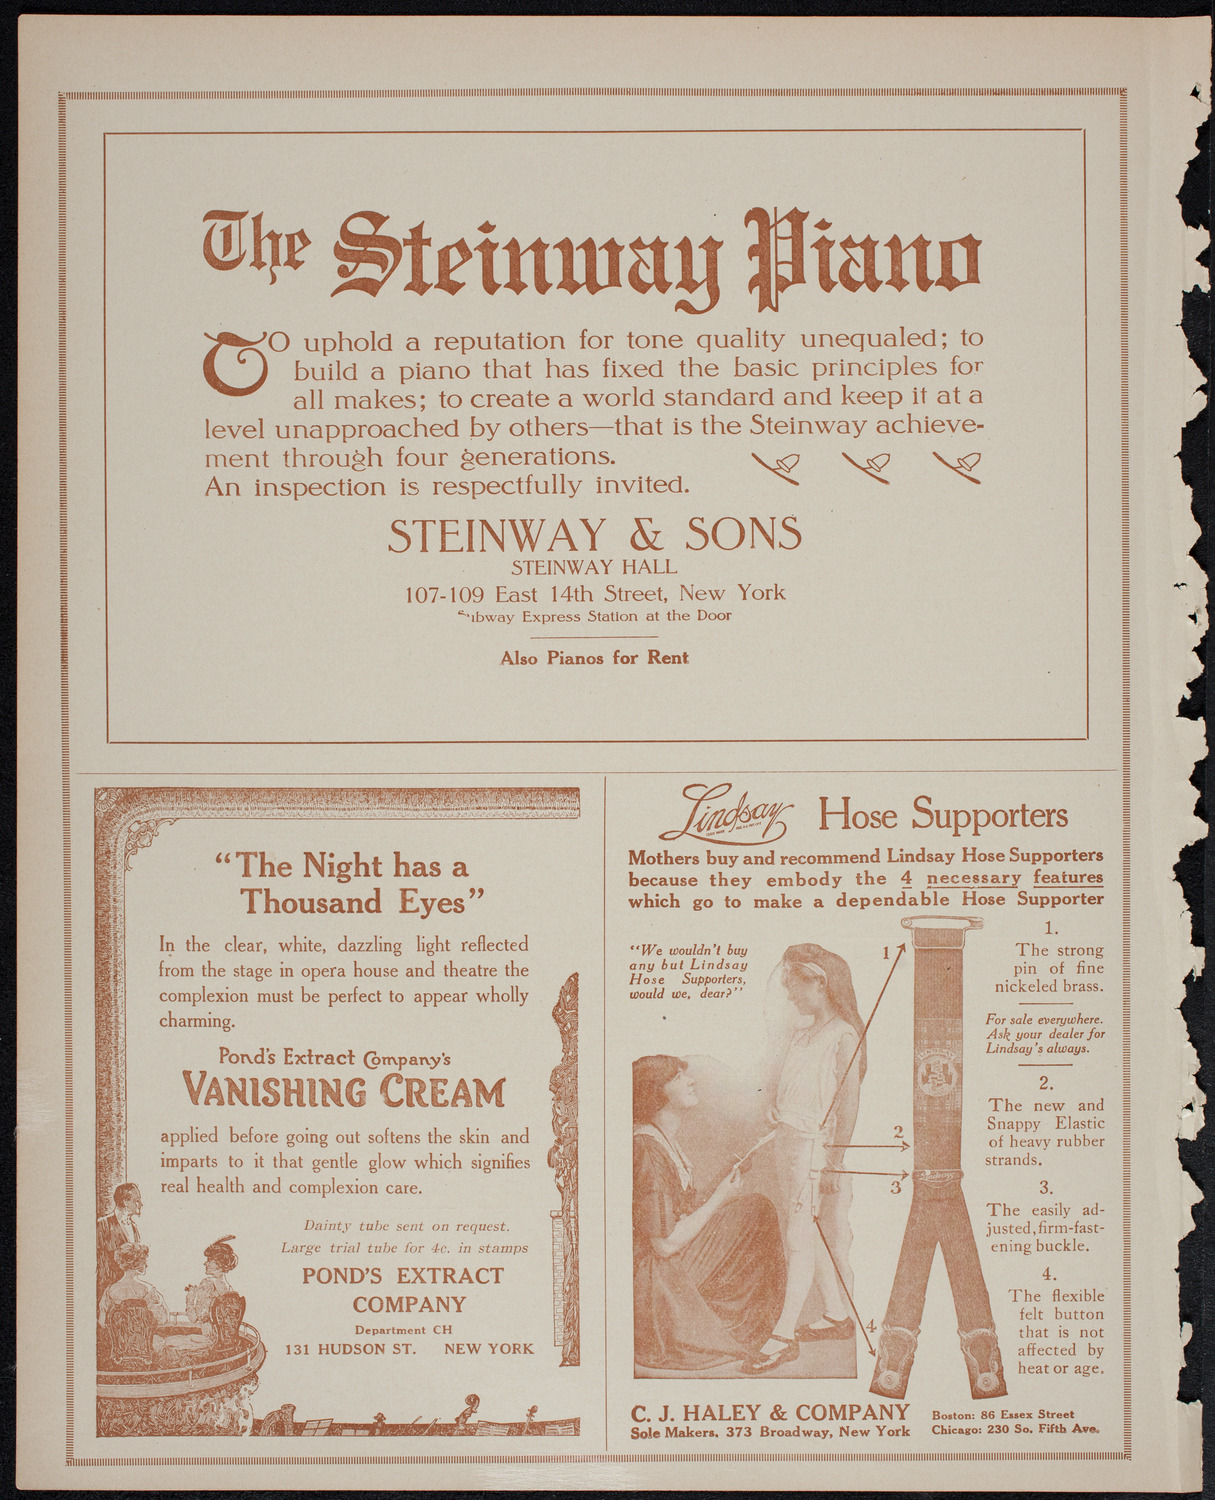 The Steinway Piano
TO uphold a reputation for tone quality unequaled; to
build a piano that has fixed the basic principles for
all makes; to create a world standard and keep it at a
level unapproached by others—that is the Steinway achieve-
ment through four generations.
An inspection is respectfully invited.
STEINWAY & SONS
STEINWAY HALL
107-109 East 14th Street, New York
Subway Express Station at the Door
Also Pianos for Rent
“The Night has a
Thousand Eyes”
In the clear, white, dazzling light reflected
from the stage in opera house and theatre the
complexion must be perfect to appear wholly
charming.
Pond's Extract Company's
VANISHING CREAM
applied before going out softens the skin and
imparts to it that gentle glow which signifies
real health and complexion care.
Dainty tube sent on request.
Large trial tube for 4c. in stamps
POND'S EXTRACT
COMPANY
Department CH
131 HUDSON ST. NEW YORK
Lindsay Hose Supporters
Mothers buy and recommend Lindsay Hose Supporters
because they embody the 4 necessary features
which go to make a dependable Hose Supporter
“We wouldn't buy
any but Lindsay
Hose Supporters,
would we, dear?”
1
2
3
4
1.
The strong
pin of fine
nickeled brass.
For sale everywhere.
Ask your dealer for
Lindsay's always.
2.
The new and
Snappy Elastic
of heavy rubber
strands.
3.
The easily ad-
justed, firm-fast-
ening buckle.
4.
The flexible
felt button
that is not
affected by
heat or age.
C. J. HALEY & COMPANY
Sole Makers, 373 Broadway, New York
Boston: 86 Essex Street
Chicago: 230 So. Fifth Ave.